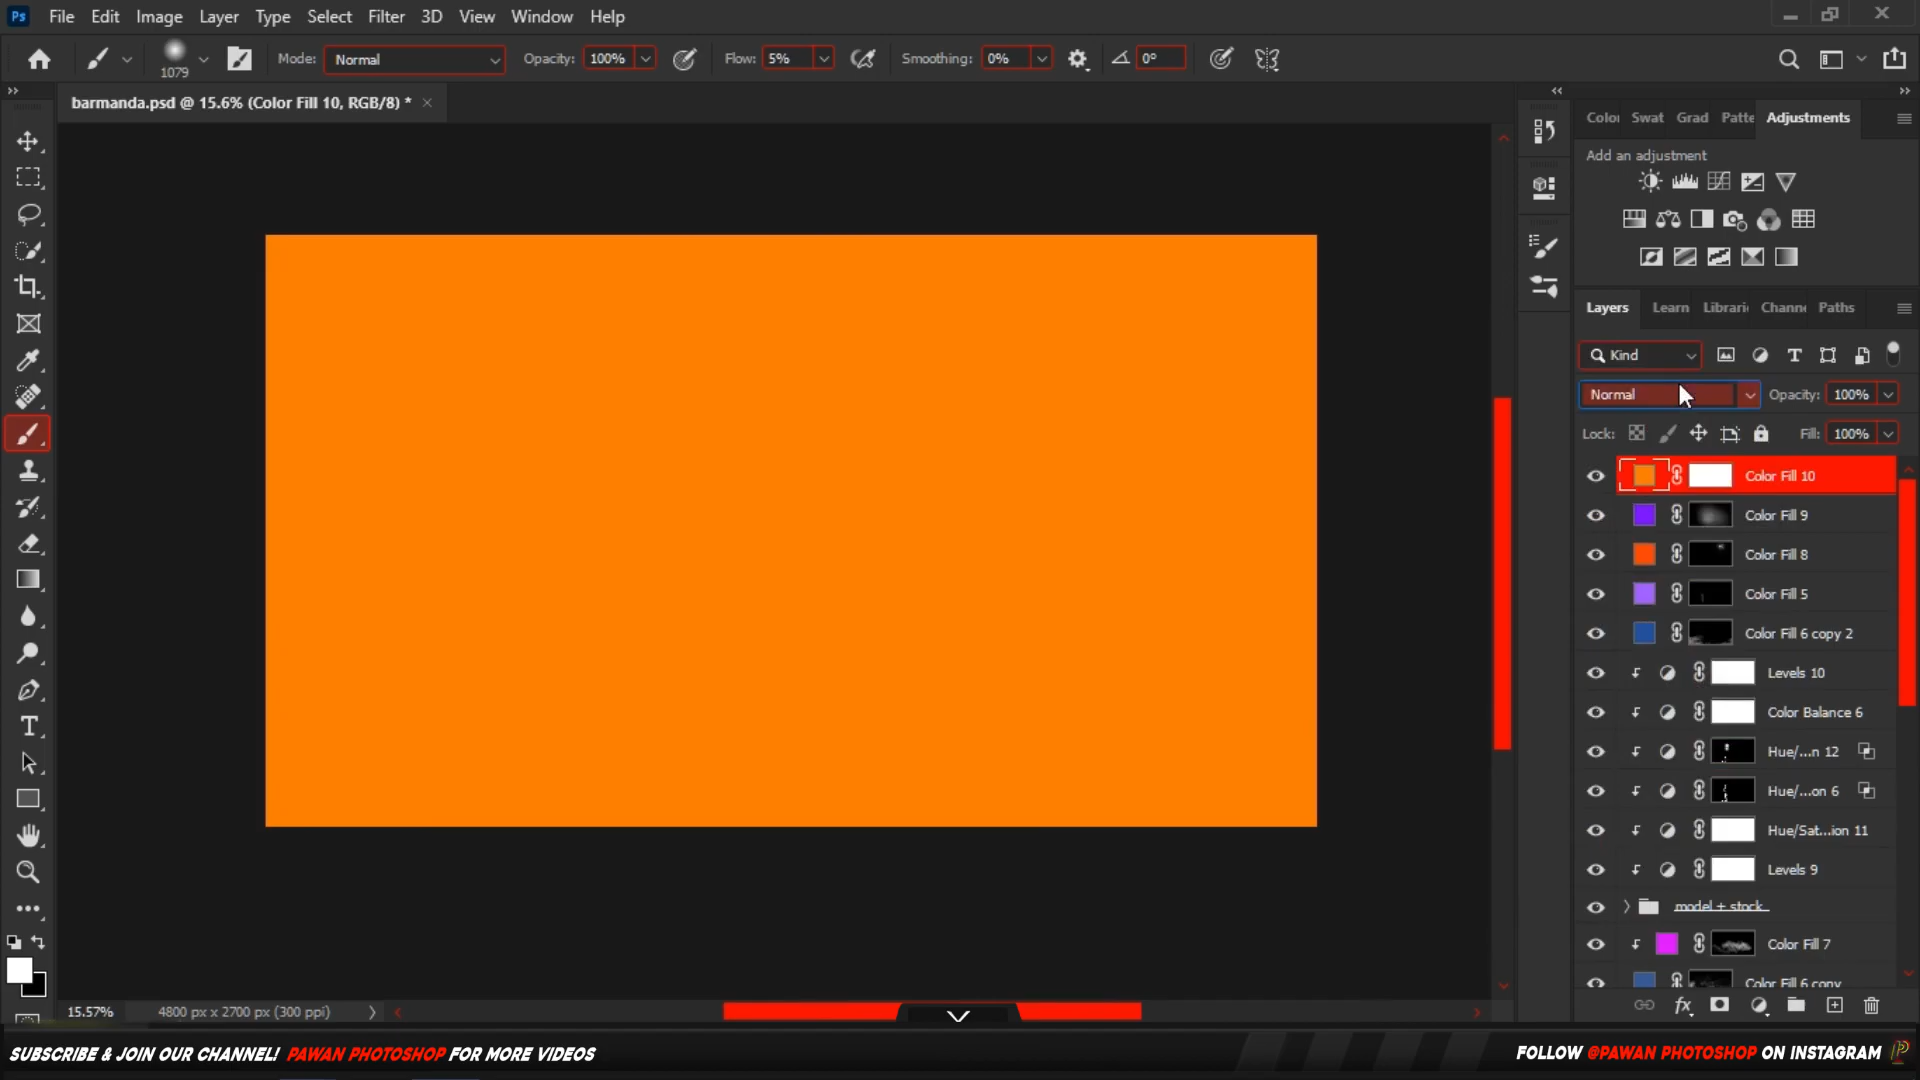 Ps File Edit Image Layer Type Select Filter 3D View Window Help
1079 Mode: Normal Opacity: 100% Flow: 5% Smoothing: 0% 0°
barmanda.psd @ 15.6% (Color Fill 10, RGB/8) * ×
Color Swat Grad Patte Adjustments
Add an adjustment
Layers Learn Librari Chann Paths
Kind
Normal Opacity: 100%
Lock: Fill: 100%
Color Fill 10
Color Fill 9
Color Fill 8
Color Fill 5
Color Fill 6 copy 2
Levels 10
Color Balance 6
Hue/...n 12
Hue/...on 6
Hue/Sat...ion 11
Levels 9
model + stock
Color Fill 7
Color Fill 6 copy
fx
15.57% 4800 px x 2700 px (300 ppi)
SUBSCRIBE & JOIN OUR CHANNEL! PAWAN PHOTOSHOP FOR MORE VIDEOS
FOLLOW @PAWAN PHOTOSHOP ON INSTAGRAM